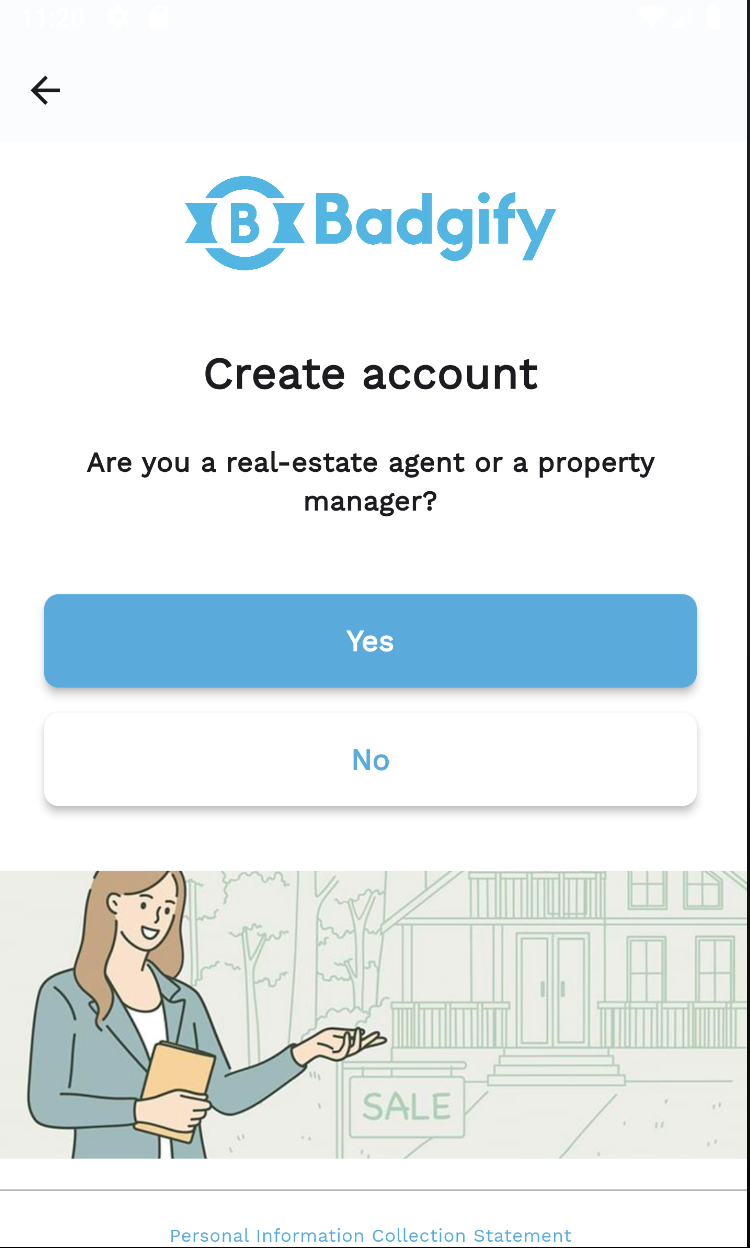 11:20
B Badgify
Create account
Are you a real-estate agent or a property
manager?
Yes
No
SALE
Personal Information Collection Statement